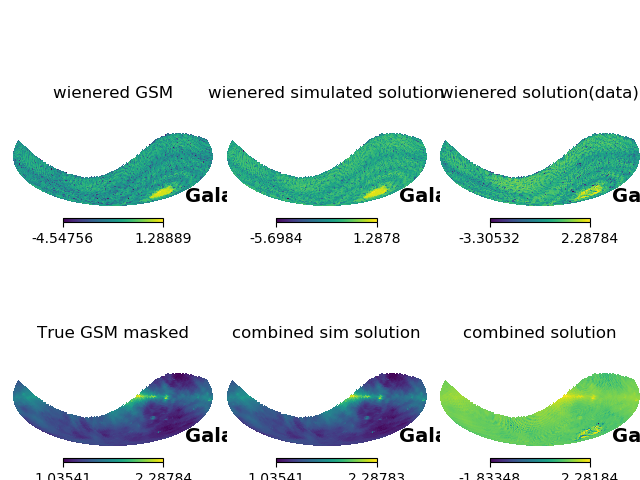 wienered GSM
wienered simulated solution
wienered solution(data)
Gala
Gala
Ga
-4.54756
1.28889
-5.6984
1.2878
-3.30532
2.28784
True GSM masked
combined sim solution
combined solution
Gala
Gala
Ga
1.03541
2.28784
1.03541
2.28783
-1.83348
2.28184